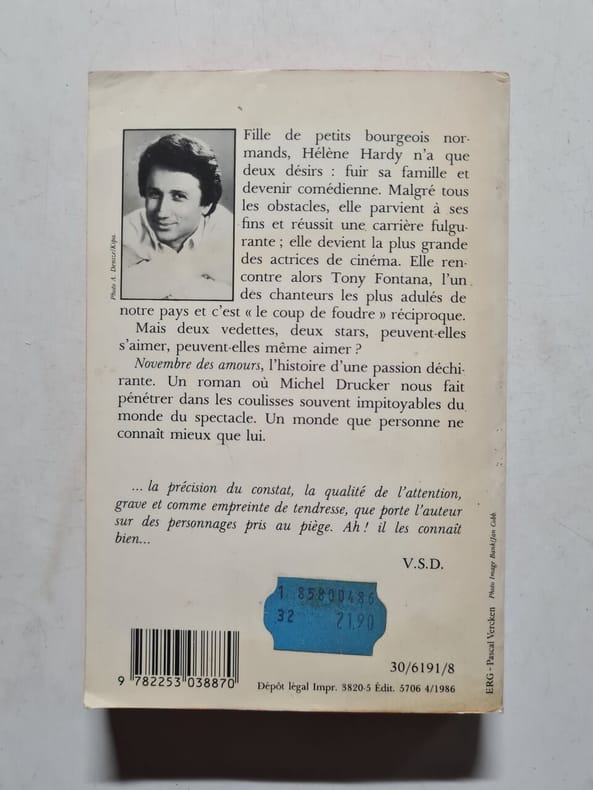 Fille de petits bourgeois nor-
mands, Hélène Hardy n'a que
deux désirs : fuir sa famille et
devenir comédienne. Malgré tous
les obstacles, elle parvient à ses
fins et réussit une carrière fulgu-
rante ; elle devient la plus grande
des actrices de cinéma. Elle ren-
contre alors Tony Fontana, l'un
des chanteurs les plus adulés de
notre pays et c'est « le coup de foudre » réciproque.
Mais deux vedettes, deux stars, peuvent-elles
s'aimer, peuvent-elles même aimer ?
Novembre des amours, l'histoire d'une passion déchi-
rante. Un roman où Michel Drucker nous fait
pénétrer dans les coulisses souvent impitoyables du
monde du spectacle. Un monde que personne ne
connaît mieux que lui.
... la précision du constat, la qualité de l'attention,
grave et comme empreinte de tendresse, que porte l'auteur
sur des personnages pris au piège. Ah ! il les connaît
bien...
V.S.D.
1 85800486
32 21.90
30/6191/8
9 782253 038870
Dépôt légal Impr. 3820-5 Édit. 5706 4/1986
ERG - Pascal Vercken Photo Image Bank/Jan Cobb